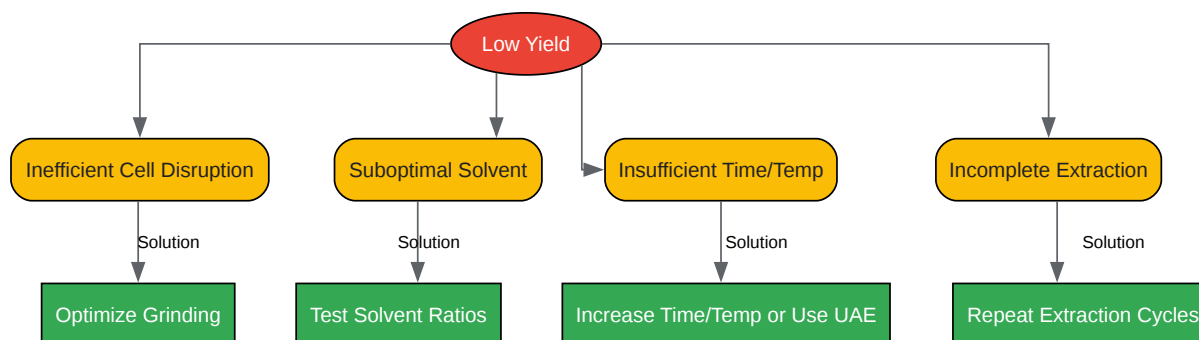 Low Yield
Inefficient Cell Disruption
Suboptimal Solvent
Insufficient Time/Temp
Incomplete Extraction
Solution
Solution
Solution
Solution
Optimize Grinding
Test Solvent Ratios
Increase Time/Temp or Use UAE
Repeat Extraction Cycles